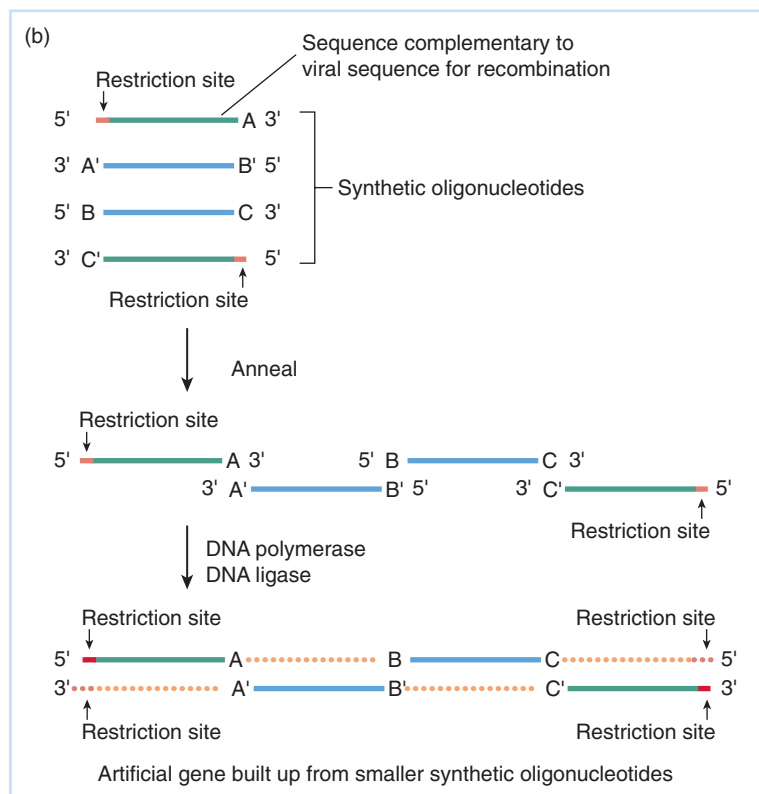 (b)
Sequence complementary to
viral sequence for recombination
Restriction site
5' A 3'
3' A' B' 5'
Synthetic oligonucleotides
5' B C 3'
3' C' 5'
Restriction site
Anneal
Restriction site
5' A 3' 5' B C 3'
3' A' B' 5' 3' C' 5'
Restriction site
DNA polymerase
DNA ligase
Restriction site Restriction site
5' A B C 5'
3' A' B' C' 3'
Restriction site Restriction site
Artificial gene built up from smaller synthetic oligonucleotides